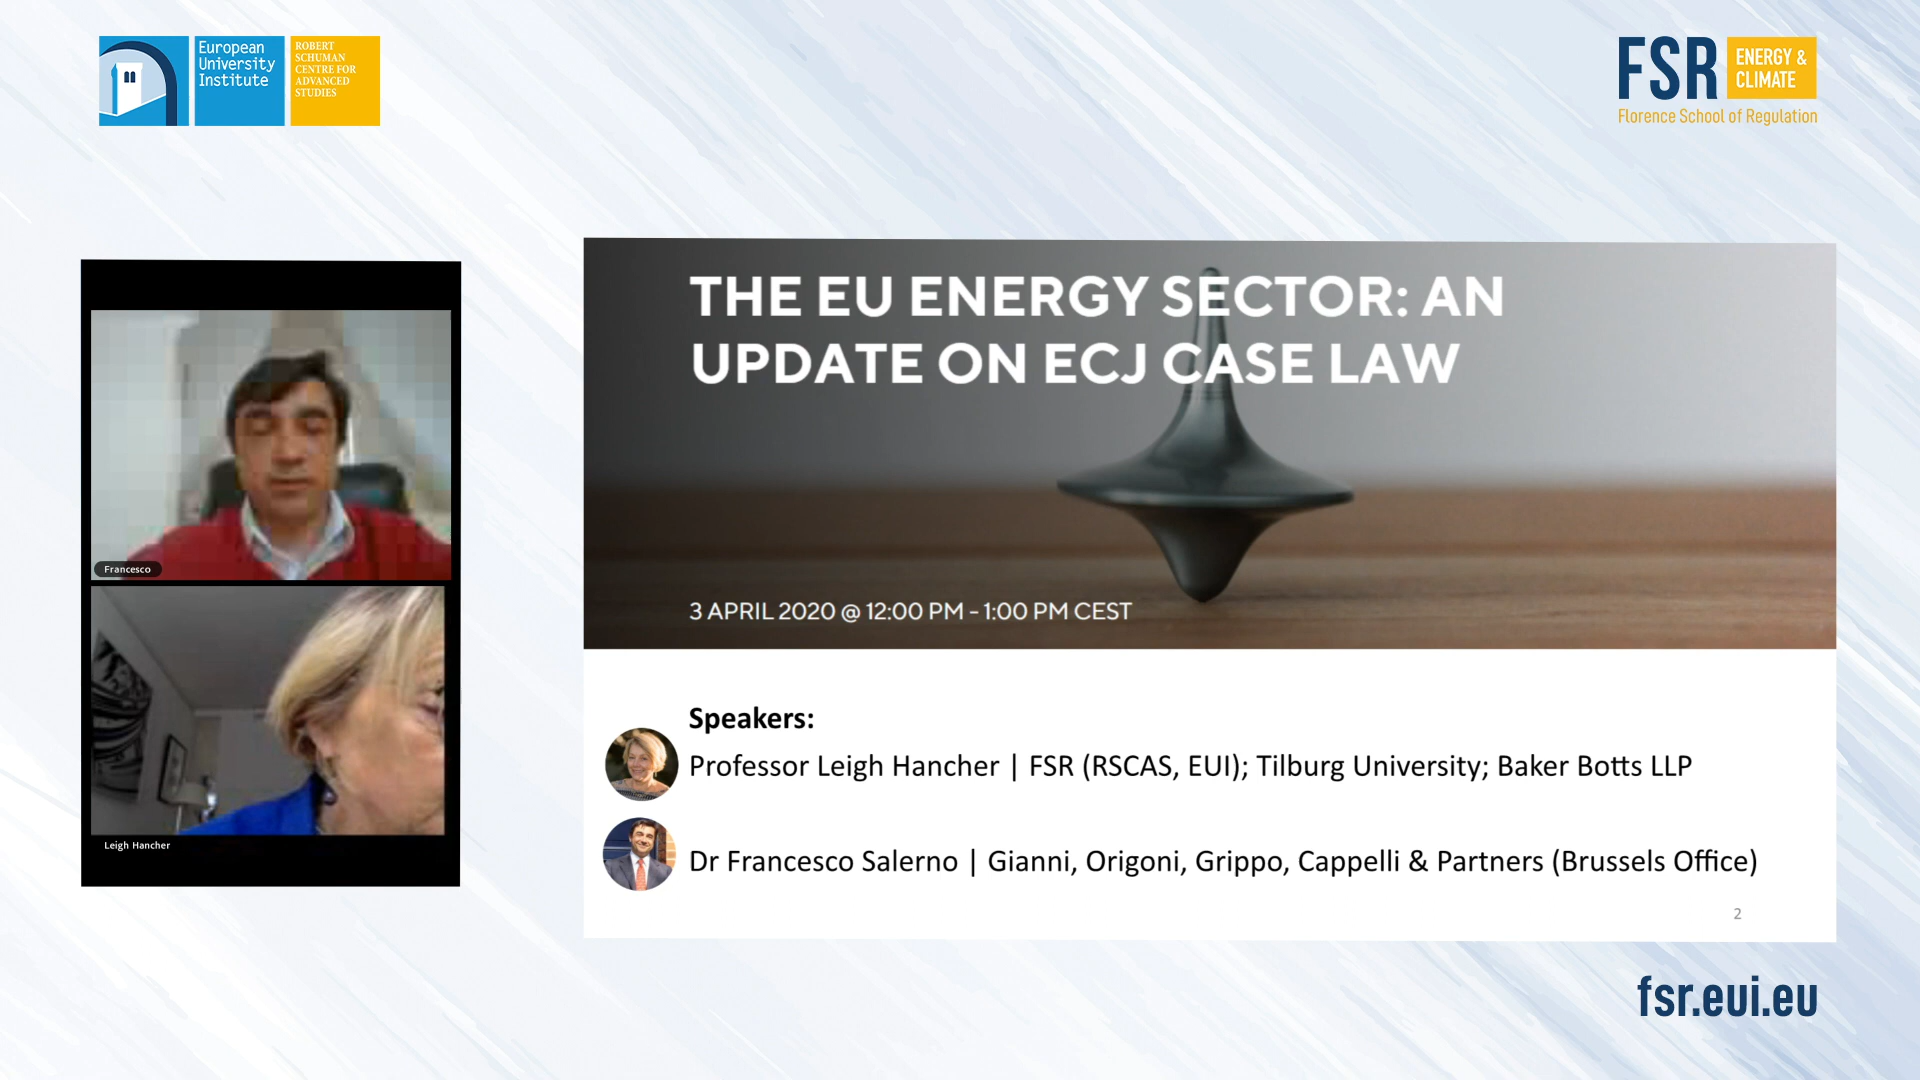 European
University
Institute
ROBERT
SCHUMAN
CENTRE FOR
ADVANCED
STUDIES
FSR
ENERGY &
CLIMATE
Florence School of Regulation
Francesco
Leigh Hancher
THE EU ENERGY SECTOR: AN
UPDATE ON ECJ CASE LAW
3 APRIL 2020 @ 12:00 PM - 1:00 PM CEST
Speakers:
Professor Leigh Hancher | FSR (RSCAS, EUI); Tilburg University; Baker Botts LLP
Dr Francesco Salerno | Gianni, Origoni, Grippo, Cappelli & Partners (Brussels Office)
2
fsr.eui.eu